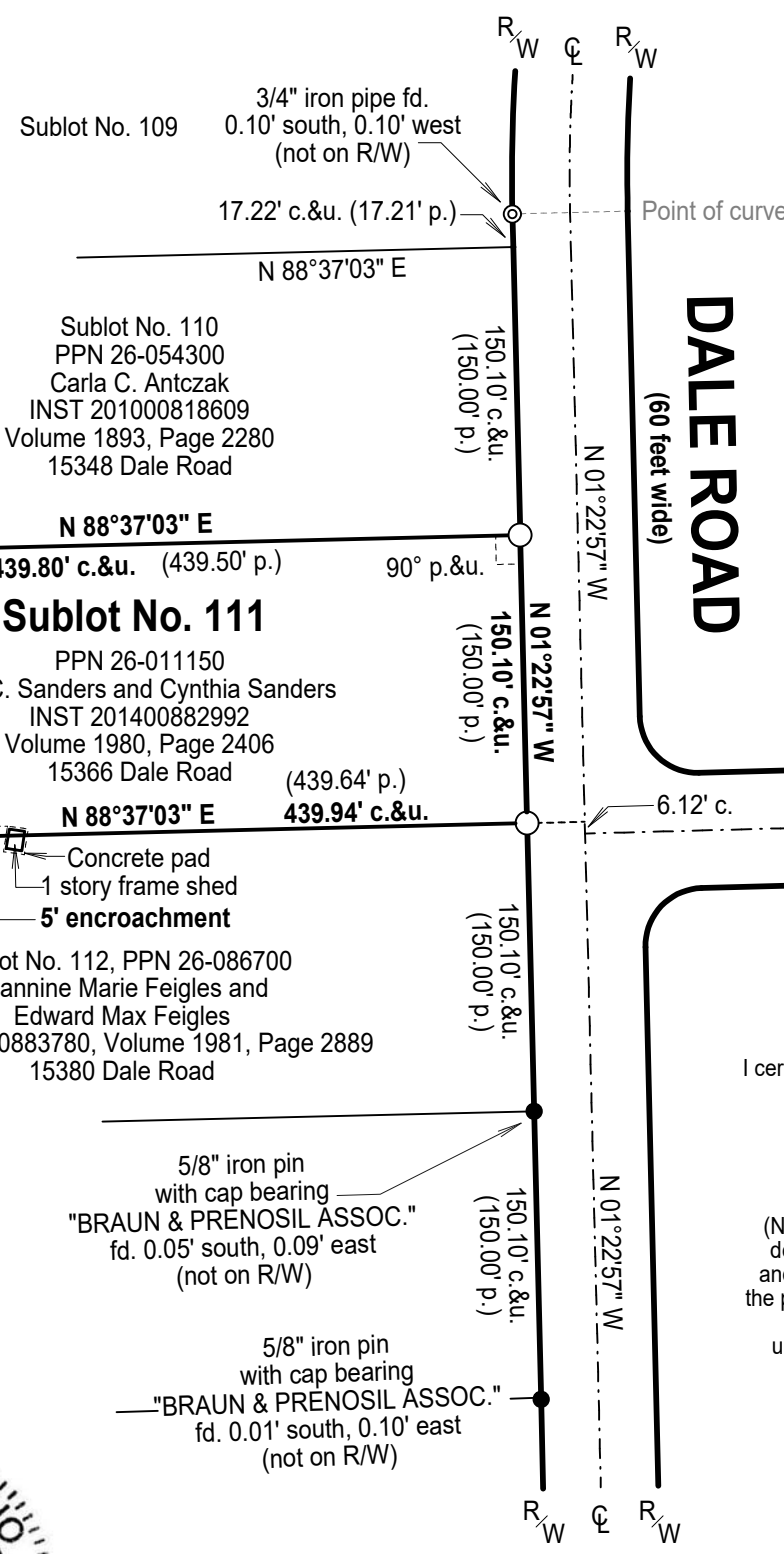 R/W
℄
R/W
3/4" iron pipe fd.
0.10' south, 0.10' west
(not on R/W)
Sublot No. 109
17.22' c.&u. (17.21' p.)
Point of curve
N 88°37'03" E
Sublot No. 110
PPN 26-054300
Carla C. Antczak
INST 201000818609
Volume 1893, Page 2280
15348 Dale Road
150.10' c.&u.
(150.00' p.)
DALE ROAD
(60 feet wide)
N 01°22'57" W
N 88°37'03" E
439.80' c.&u. (439.50' p.)
90° p.&u.
Sublot No. 111
PPN 26-011150
C. Sanders and Cynthia Sanders
INST 201400882992
Volume 1980, Page 2406
15366 Dale Road
N 01°22'57" W
150.10' c.&u.
(150.00' p.)
(439.64' p.)
N 88°37'03" E
439.94' c.&u.
6.12' c.
Concrete pad
1 story frame shed
5' encroachment
ot No. 112, PPN 26-086700
annine Marie Feigles and
Edward Max Feigles
0883780, Volume 1981, Page 2889
15380 Dale Road
150.10' c.&u.
(150.00' p.)
I cer
5/8" iron pin
with cap bearing
"BRAUN & PRENOSIL ASSOC."
fd. 0.05' south, 0.09' east
(not on R/W)
150.10' c.&u.
(150.00' p.)
N 01°22'57" W
(N
de
and
the p
u
5/8" iron pin
with cap bearing
"BRAUN & PRENOSIL ASSOC."
fd. 0.01' south, 0.10' east
(not on R/W)
IO
R/W
℄
R/W